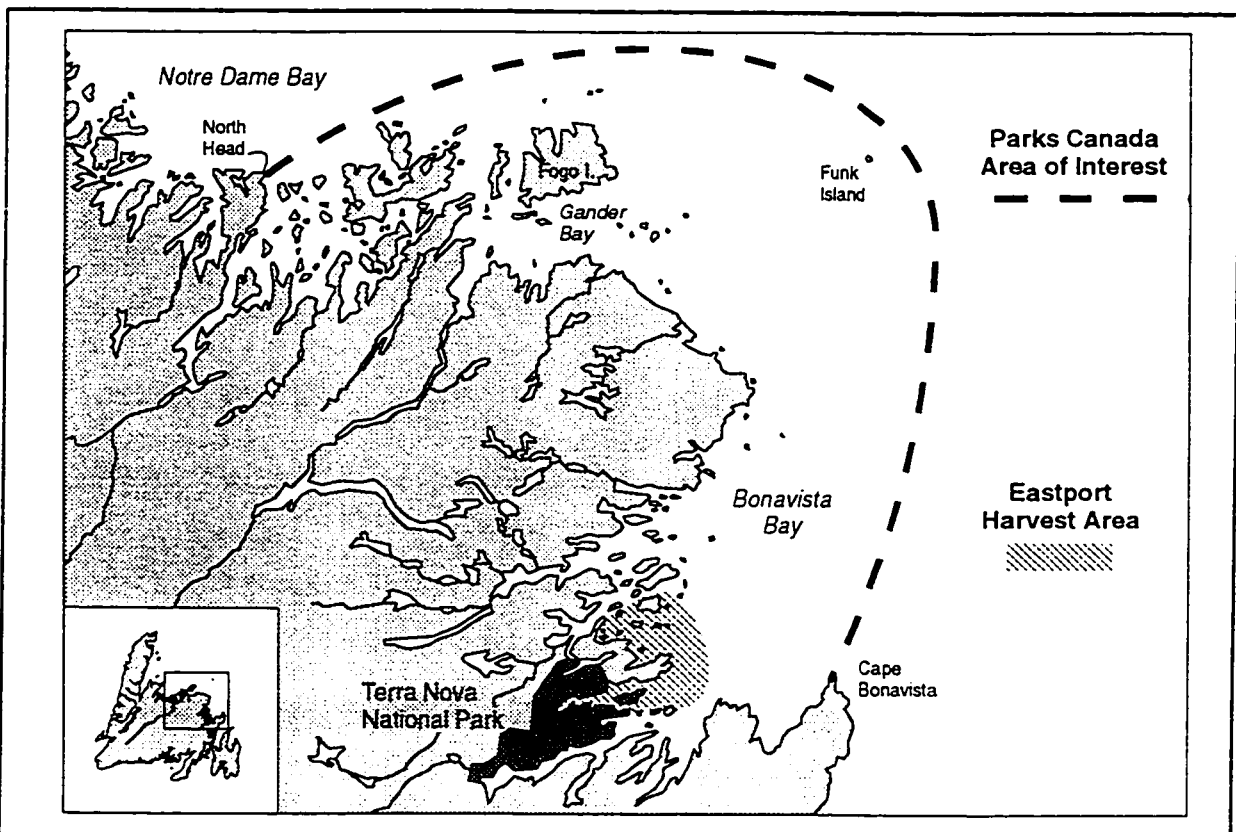 Notre Dame Bay
North
Head
Fogo I.
Gander
Bay
Funk
Island
Parks Canada
Area of Interest
Bonavista
Bay
Eastport
Harvest Area
Terra Nova
National Park
Cape
Bonavista